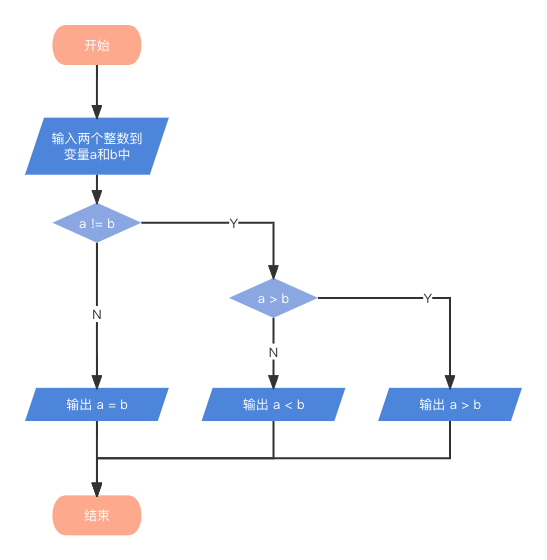 开始
输入两个整数到
变量a和b中
a != b
Y
a > b
Y
N
N
输出 a = b
输出 a < b
输出 a > b
结束